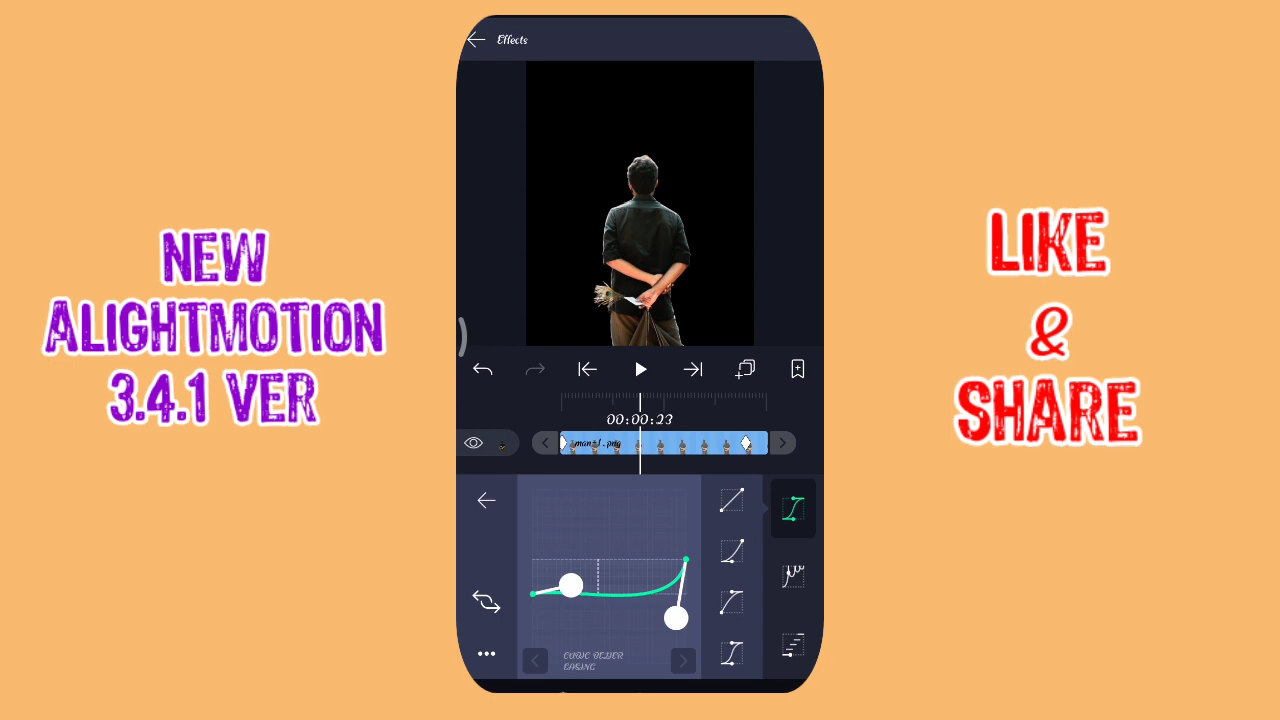 Effects
NEW
ALIGHTMOTION
3.4.1 VER
LIKE
&
SHARE
00:00:23
CUBIC BEZIER
EASING